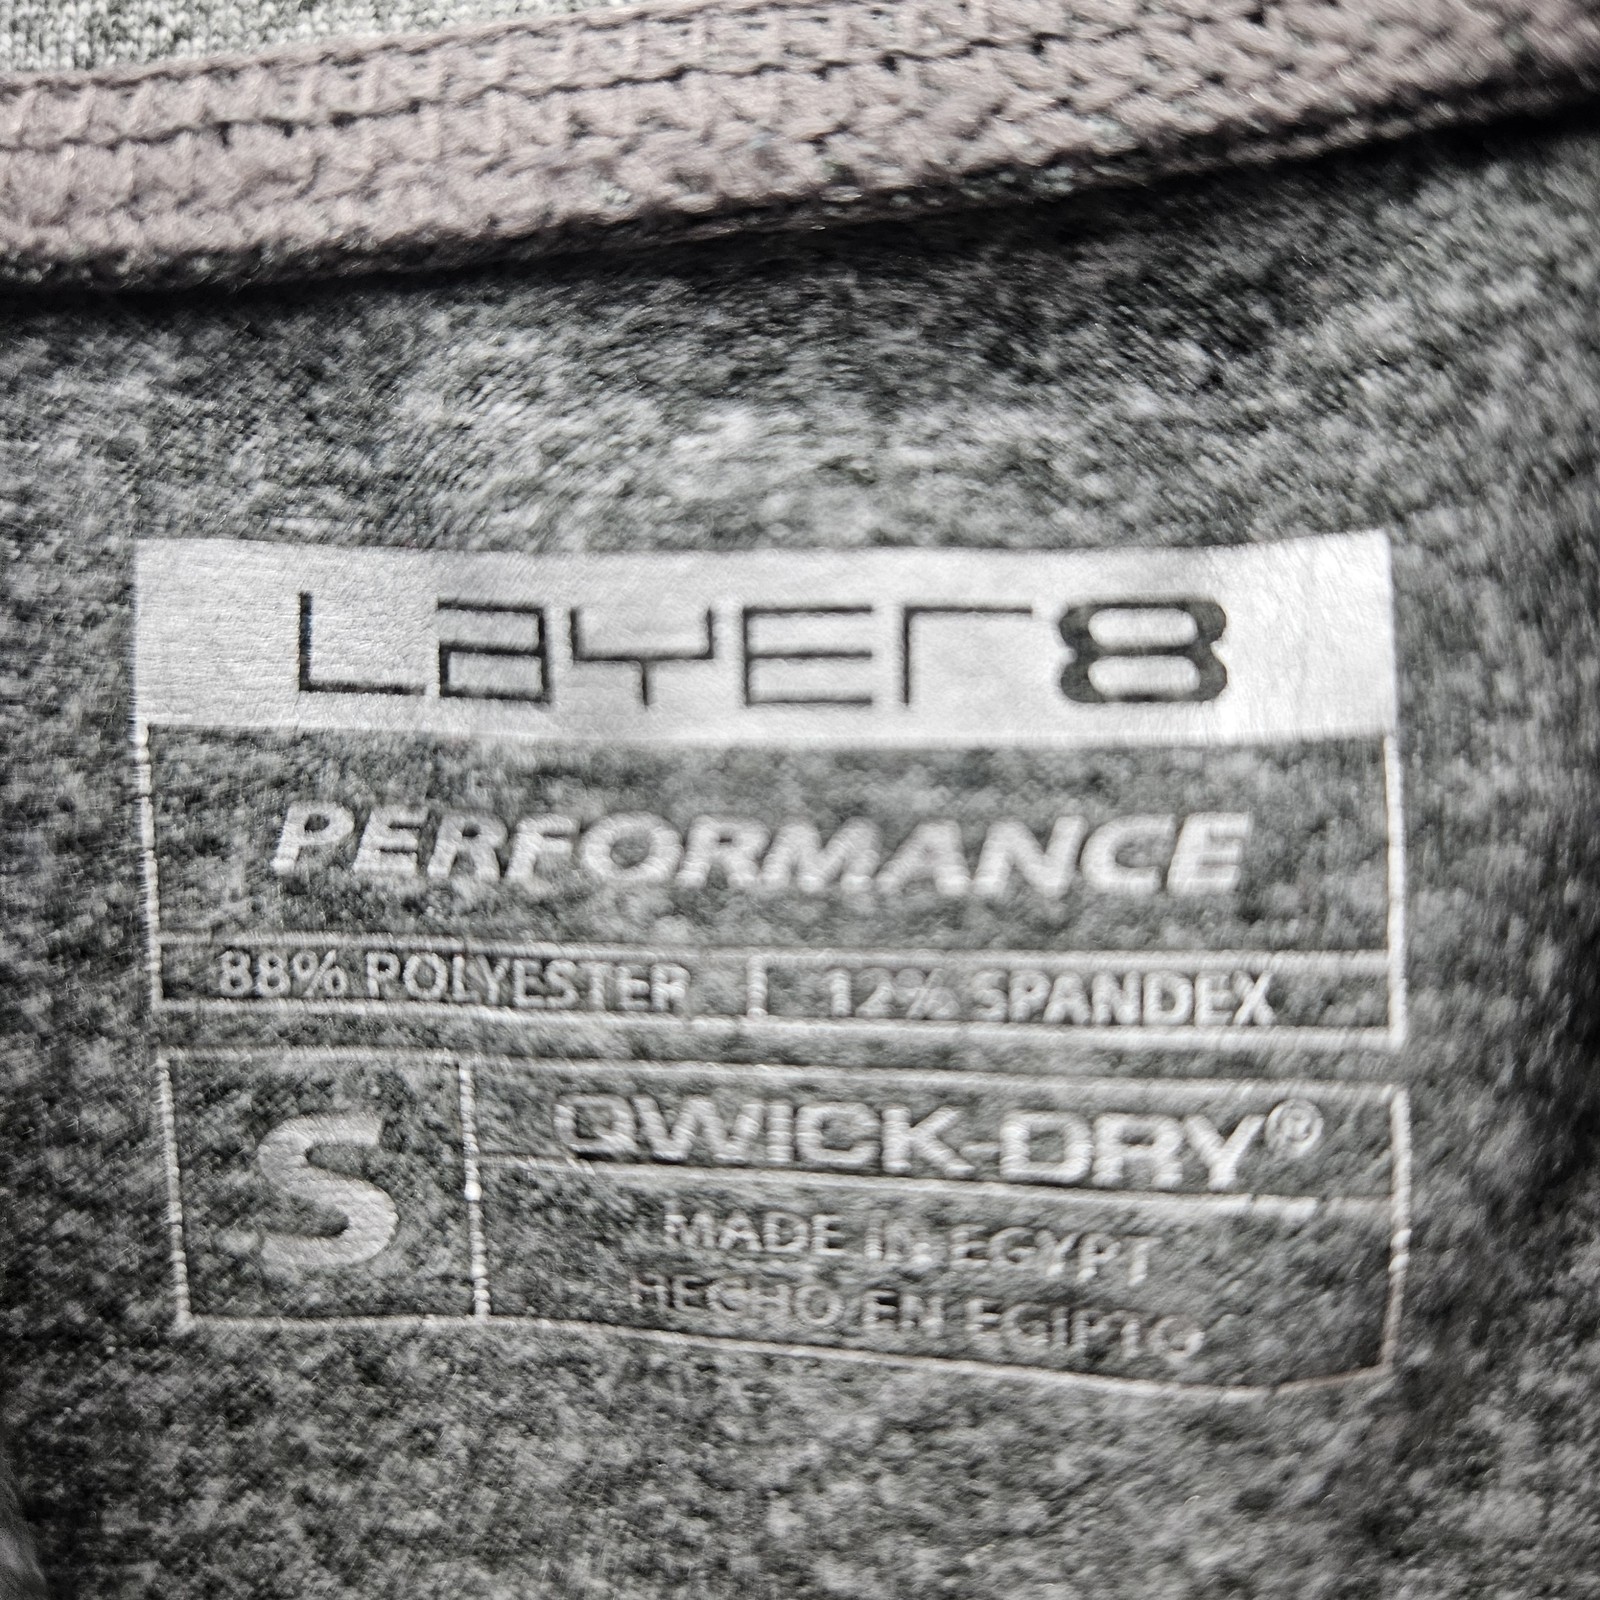 Layer8
PERFORMANCE
88% POLYESTER | 12% SPANDEX
S
QWICK-DRY®
MADE IN EGYPT
HECHO EN EGIPTO